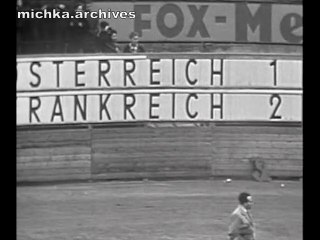 michka.archives
FOX-Me
STERREICH 1
RANKREICH 2